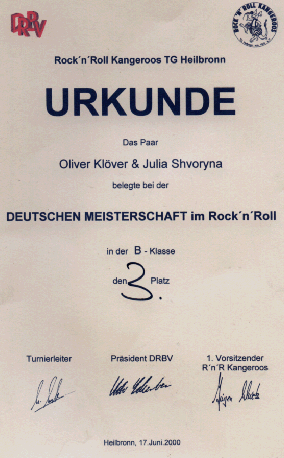 DRBV
ROCK'N'ROLL KANGAROOS
Rock´n´Roll Kangeroos TG Heilbronn
URKUNDE
Das Paar
Oliver Klöver & Julia Shvoryna
belegte bei der
DEUTSCHEN MEISTERSCHAFT im Rock´n´Roll
in der B - Klasse
den 3. Platz
Turnierleiter
Präsident DRBV
1. Vorsitzender
R´n´R Kangeroos
Heilbronn, 17.Juni.2000